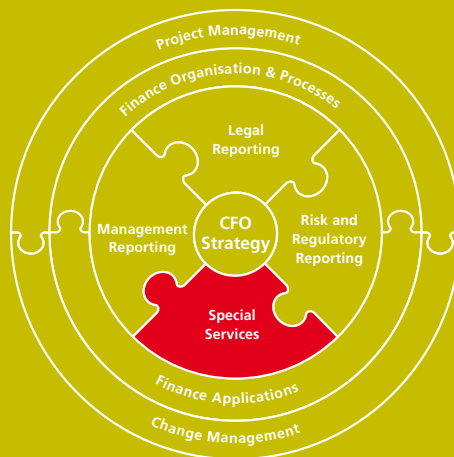 Project Management
Finance Organisation & Processes
Legal
Reporting
Management
Reporting
CFO
Strategy
Risk and
Regulatory
Reporting
Special
Services
Finance Applications
Change Management